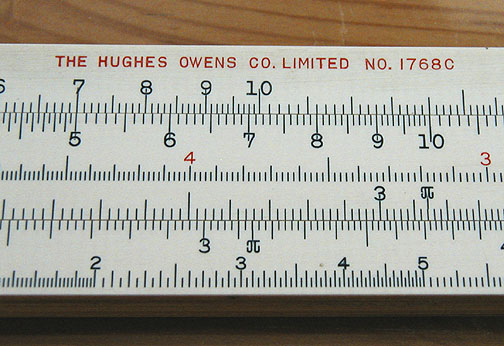 THE HUGHES OWENS CO. LIMITED NO. 1768C
6 7 8 9 10
5 6 7 8 9 10
4 3
3 π
3 π
2 3 4 5